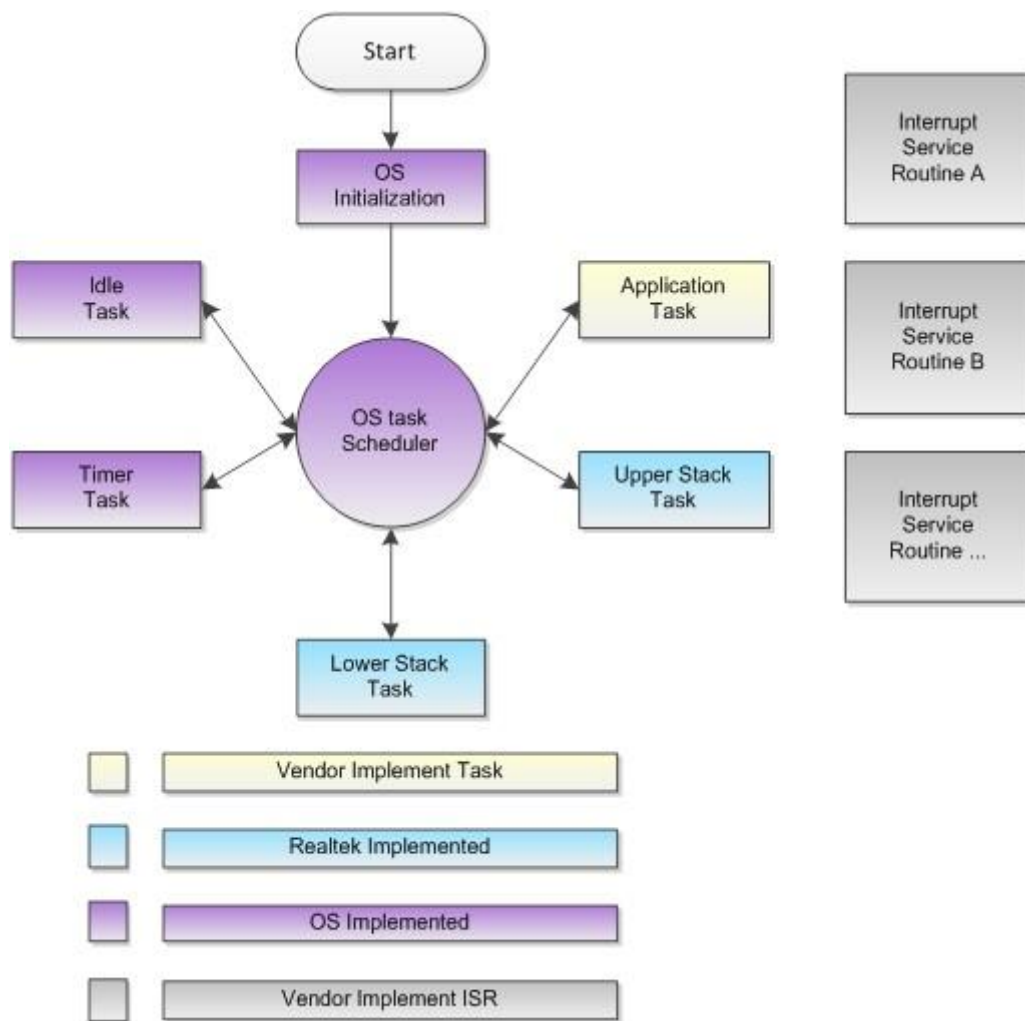 Start
OS
Initialization
Idle
Task
Timer
Task
OS task
Scheduler
Application
Task
Upper Stack
Task
Lower Stack
Task
Interrupt
Service
Routine A
Interrupt
Service
Routine B
Interrupt
Service
Routine ...
Vendor Implement Task
Realtek Implemented
OS Implemented
Vendor Implement ISR